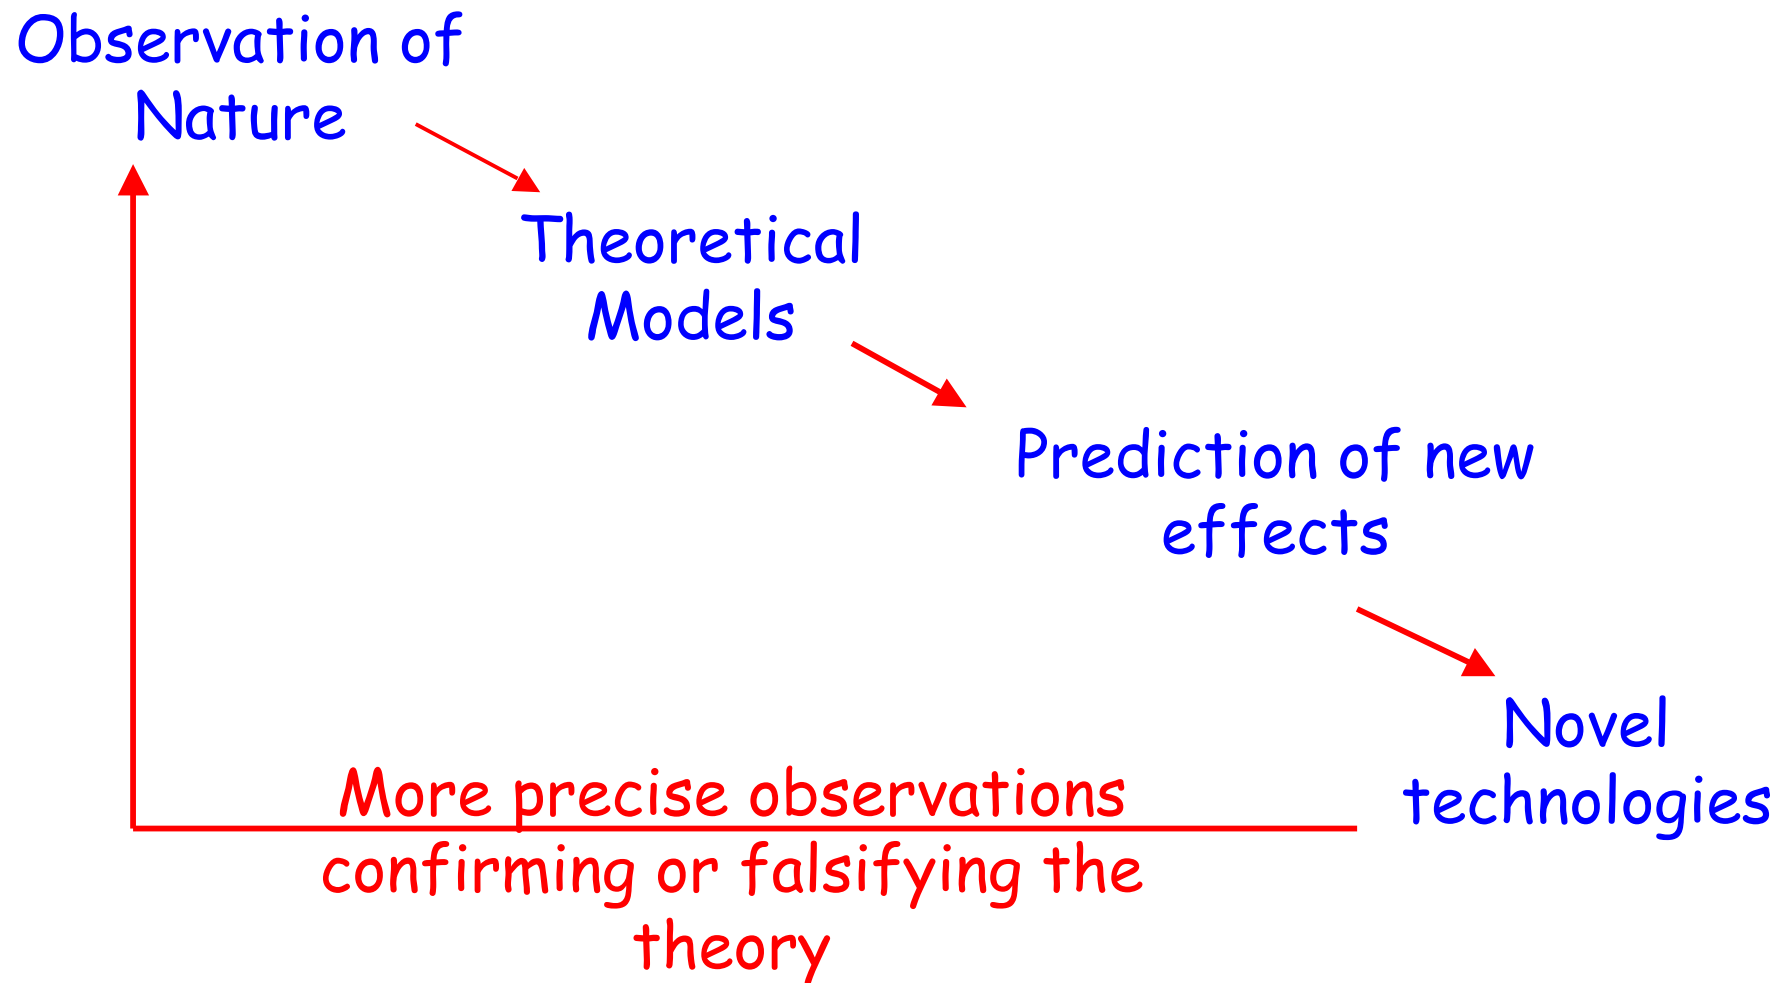 Observation of
Nature
Theoretical
Models
Prediction of new
effects
Novel
technologies
More precise observations
confirming or falsifying the
theory